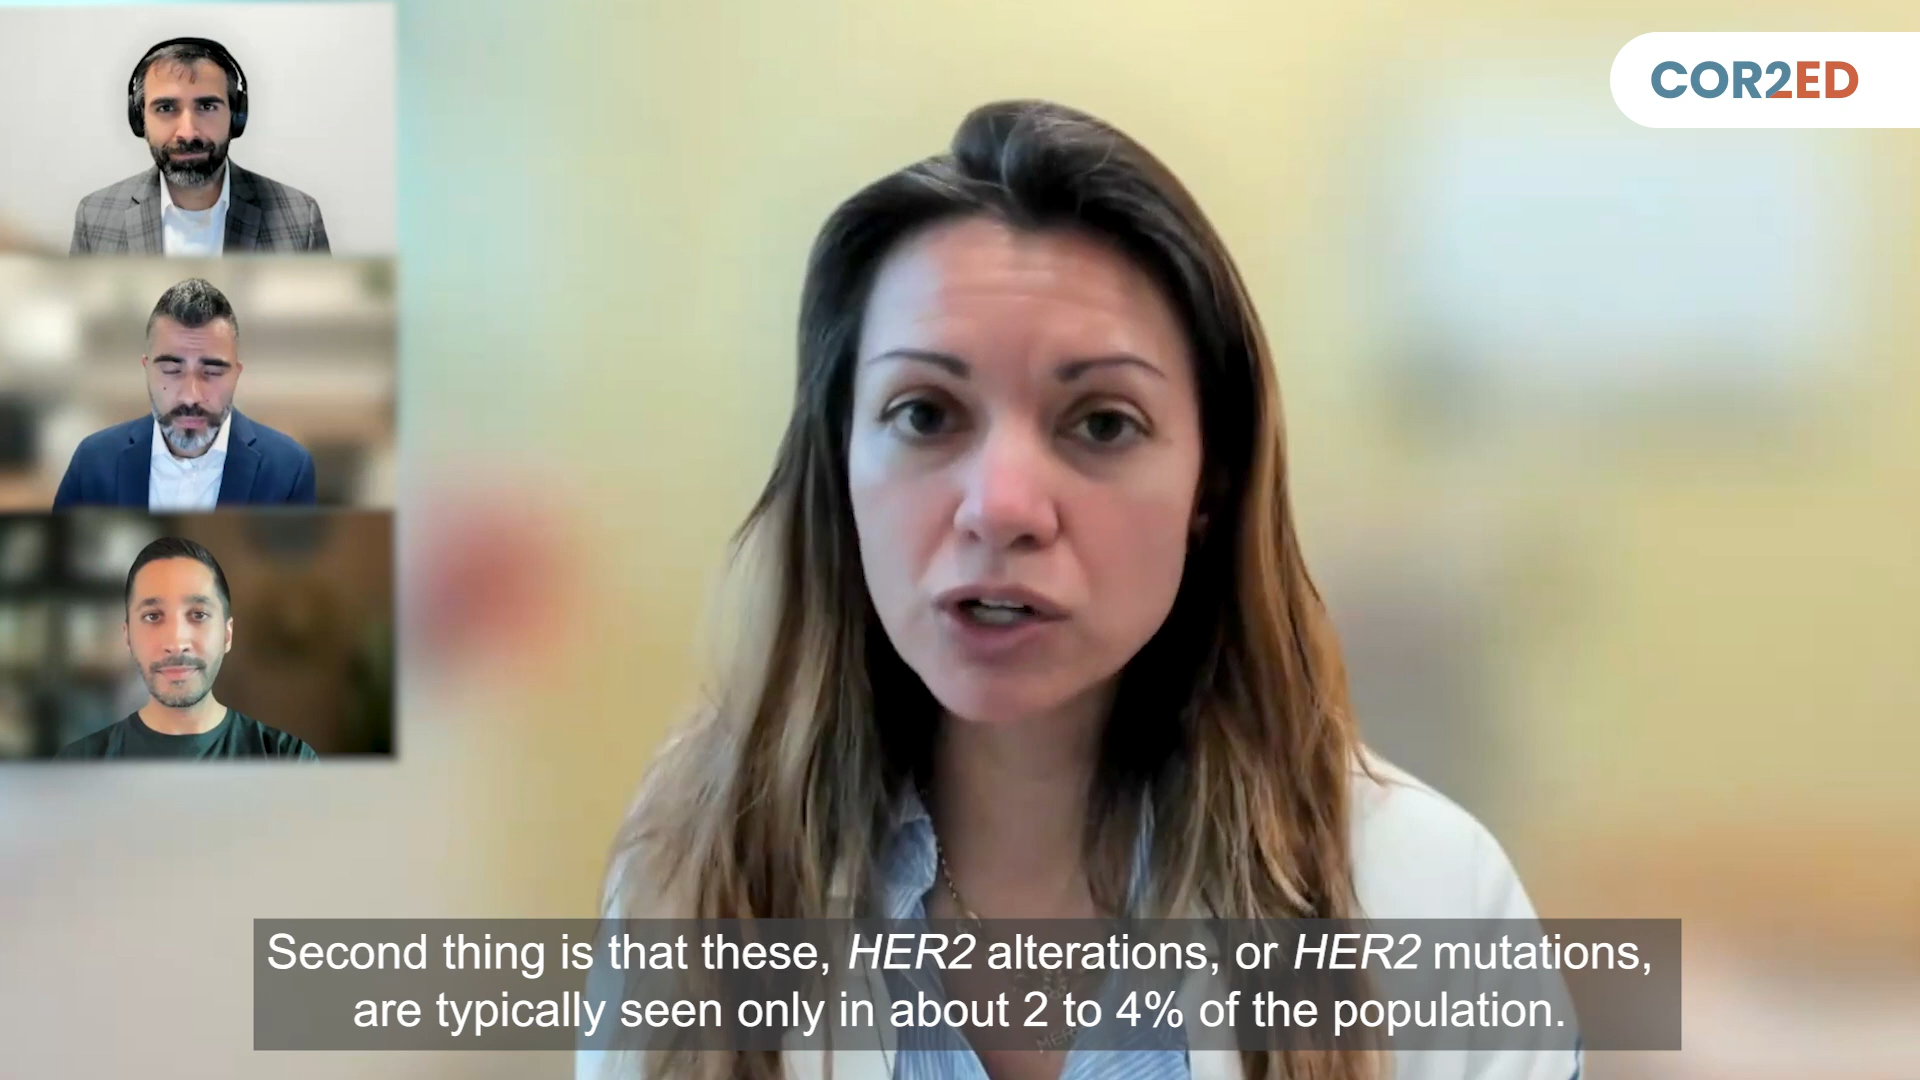 COR2ED
Second thing is that these, HER2 alterations, or HER2 mutations,
are typically seen only in about 2 to 4% of the population.